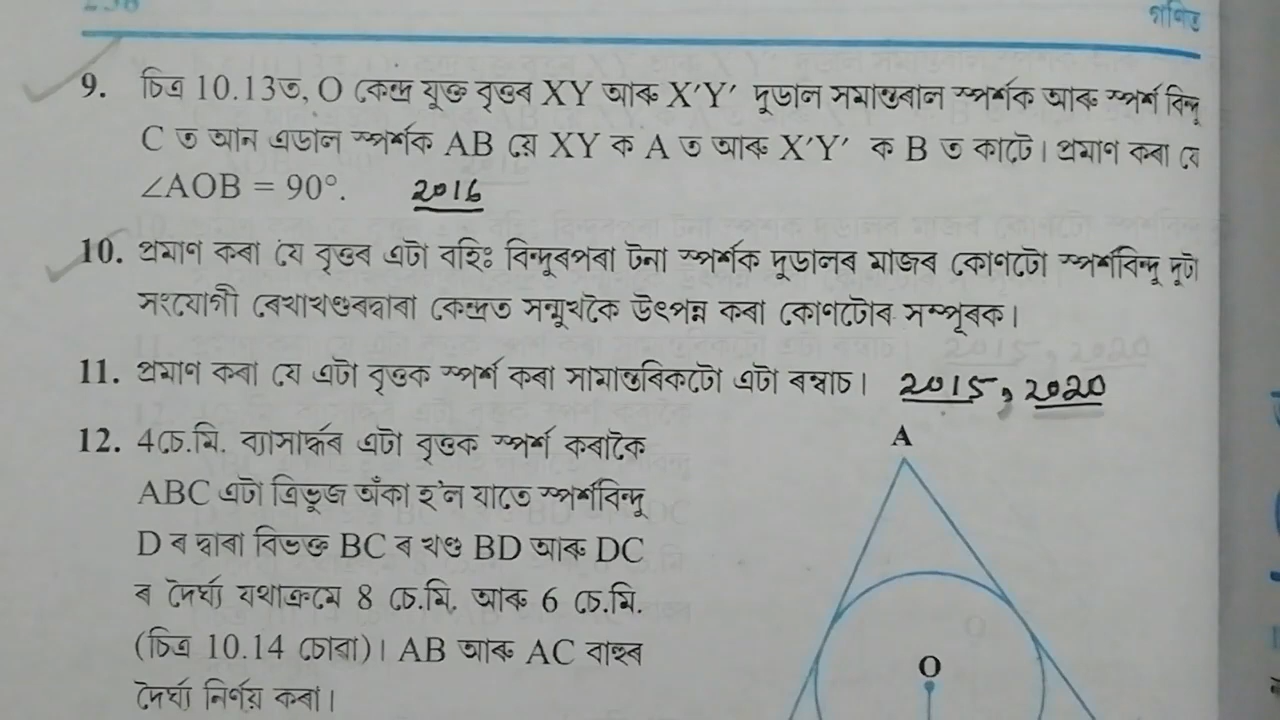 গণিত
9. চিত্ৰ 10.13ত, O কেন্দ্ৰ যুক্ত বৃত্তৰ XY আৰু X′Y′ দুডাল সমান্তৰাল স্পৰ্শক আৰু স্পৰ্শ বিন্দু
C ত আন এডাল স্পৰ্শক AB য়ে XY ক A ত আৰু X′Y′ ক B ত কাটে। প্ৰমাণ কৰা যে
∠AOB = 90°. 2016
10. প্ৰমাণ কৰা যে বৃত্তৰ এটা বহিঃ বিন্দুৰপৰা টনা স্পৰ্শক দুডালৰ মাজৰ কোণটো স্পৰ্শবিন্দু দুটা
সংযোগী ৰেখাখণ্ডৰদ্বাৰা কেন্দ্ৰত সন্মুখকৈ উৎপন্ন কৰা কোণটোৰ সম্পূৰক।
11. প্ৰমাণ কৰা যে এটা বৃত্তক স্পৰ্শ কৰা সামান্তৰিকটো এটা ৰম্বাচ। 2015, 2020
12. 4চে.মি. ব্যাসাৰ্দ্ধৰ এটা বৃত্তক স্পৰ্শ কৰাকৈ
ABC এটা ত্ৰিভূজ অঁকা হ'ল যাতে স্পৰ্শবিন্দু
D ৰ দ্বাৰা বিভক্ত BC ৰ খণ্ড BD আৰু DC
ৰ দৈৰ্ঘ্য যথাক্ৰমে 8 চে.মি. আৰু 6 চে.মি.
(চিত্ৰ 10.14 চোৱা)। AB আৰু AC বাহুৰ
দৈৰ্ঘ্য নিৰ্ণয় কৰা।
A
O